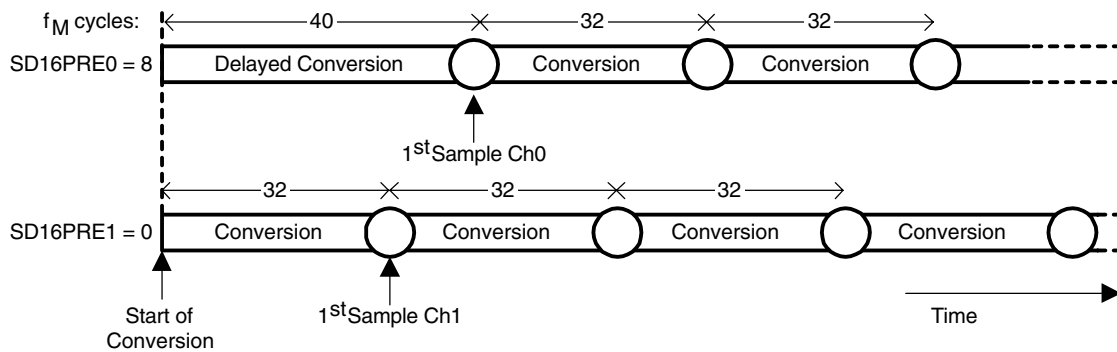 f_M cycles: 40 32 32
SD16PRE0 = 8 Delayed Conversion Conversion Conversion
1st Sample Ch0
32 32 32
SD16PRE1 = 0 Conversion Conversion Conversion Conversion
Start of Conversion
1st Sample Ch1
Time